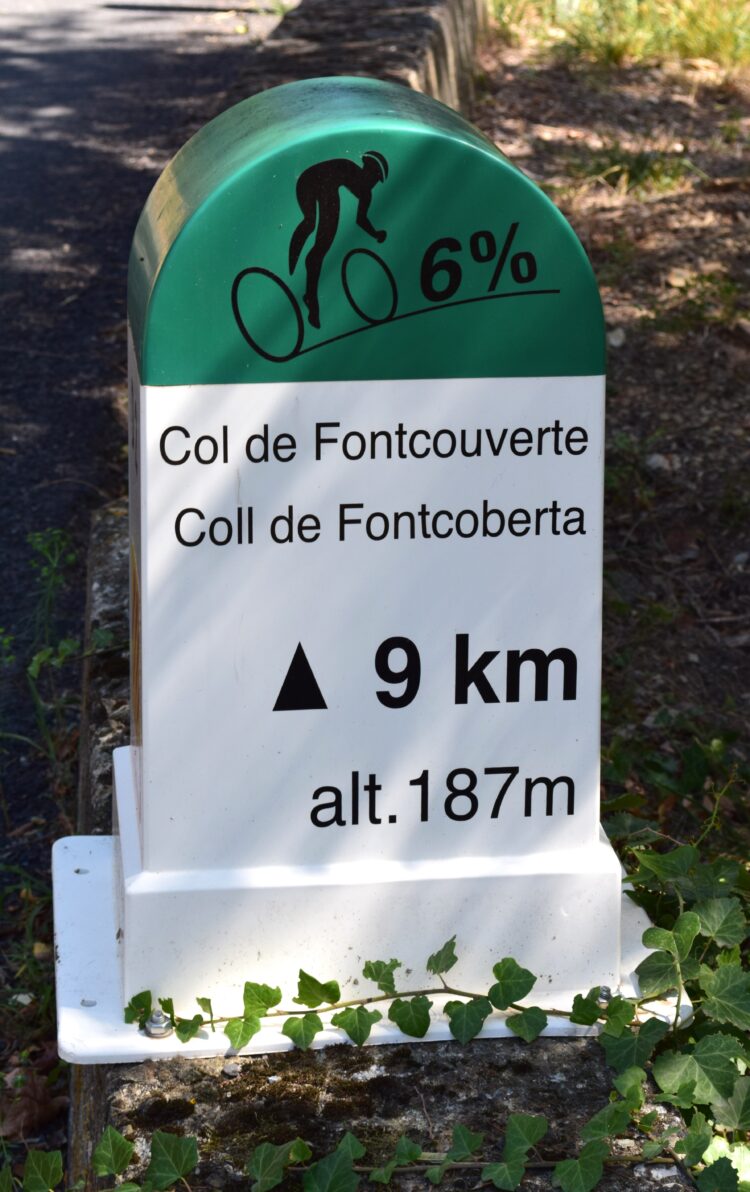 6%
Col de Fontcouverte
Coll de Fontcoberta
▲ 9 km
alt.187m